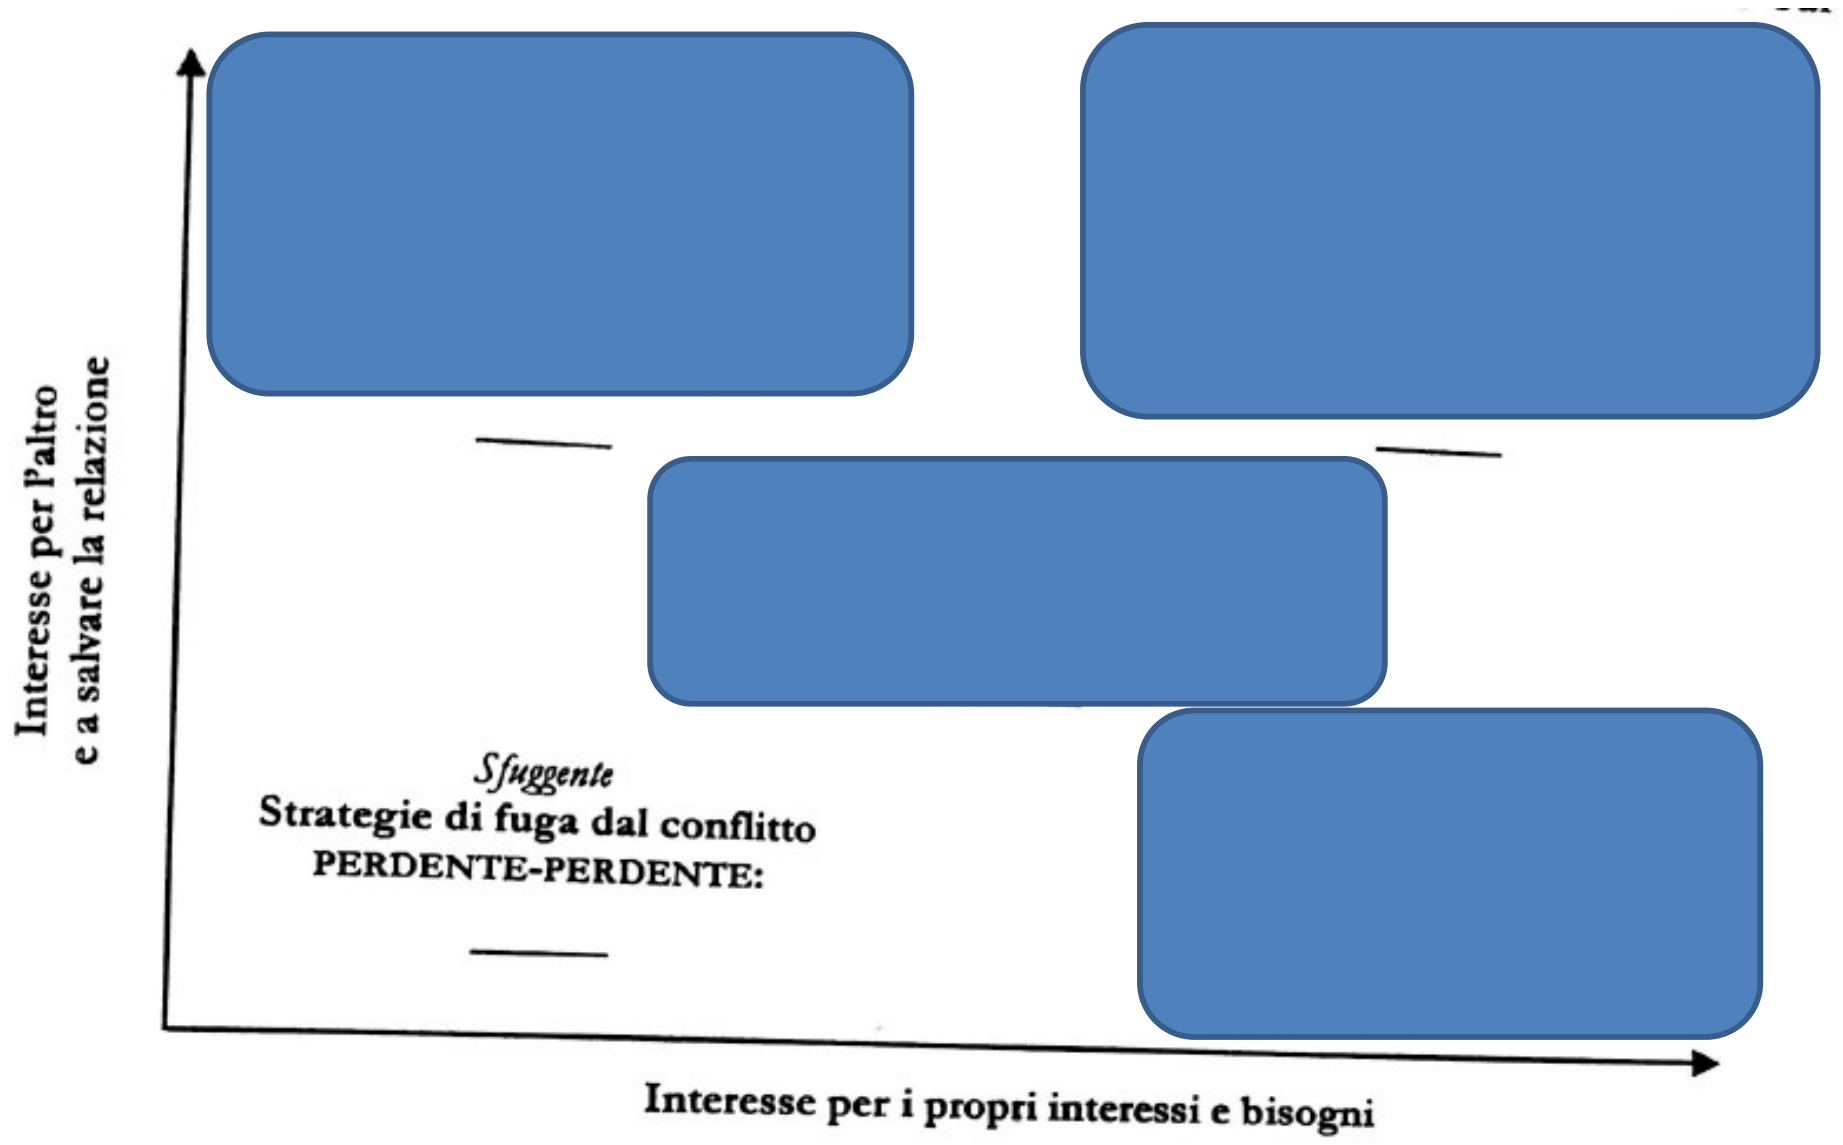 Interesse per l'altro
e a salvare la relazione
Sfuggente
Strategie di fuga dal conflitto
PERDENTE-PERDENTE:
Interesse per i propri interessi e bisogni